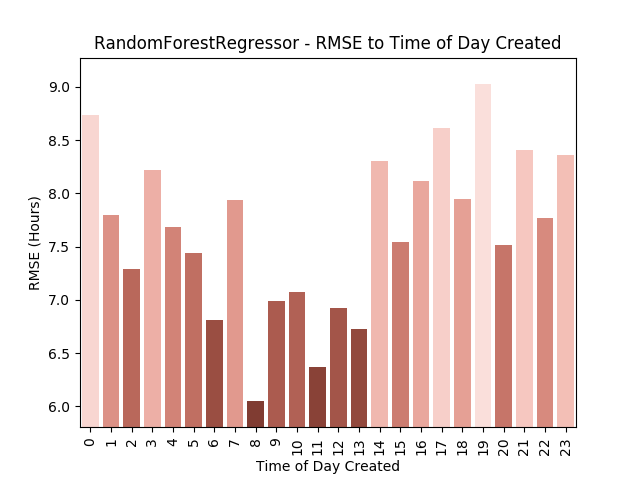 RandomForestRegressor - RMSE to Time of Day Created
RMSE (Hours)
9.0
8.5
8.0
7.5
7.0
6.5
6.0
0 1 2 3 4 5 6 7 8 9 10 11 12 13 14 15 16 17 18 19 20 21 22 23
Time of Day Created